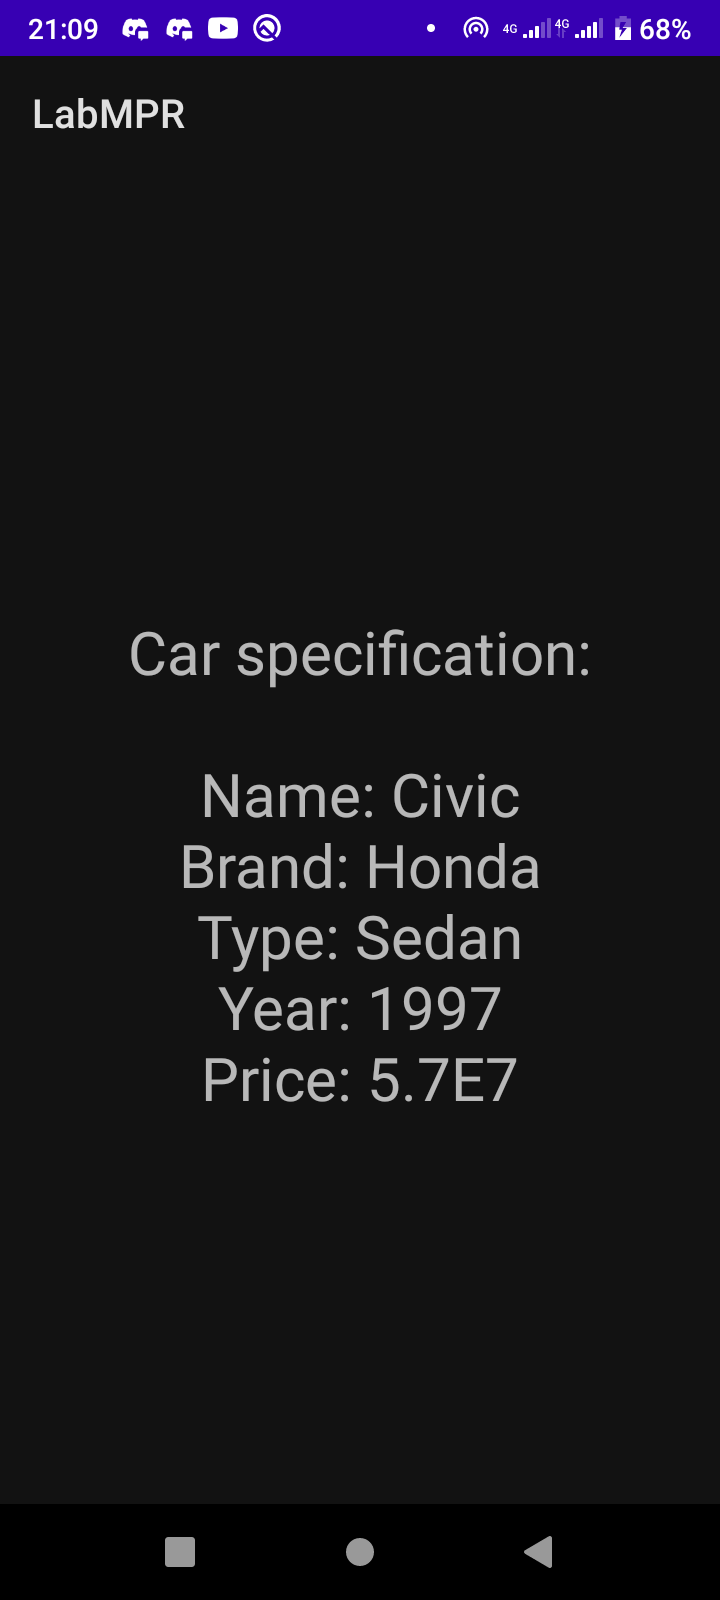 21:09 4G 4G 68%
LabMPR
Car specification:
Name: Civic
Brand: Honda
Type: Sedan
Year: 1997
Price: 5.7E7